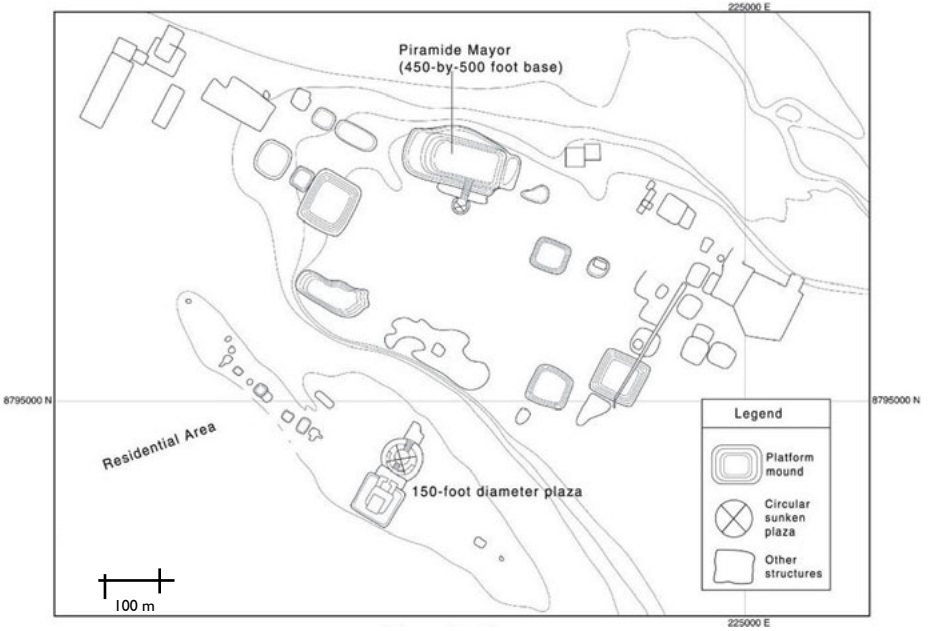 225000 E
Piramide Mayor
(450-by-500 foot base)
8795000 N
8795000 N
Legend
Platform
mound
Circular
sunken
plaza
Other
structures
Residential Area
150-foot diameter plaza
100 m
225000 E